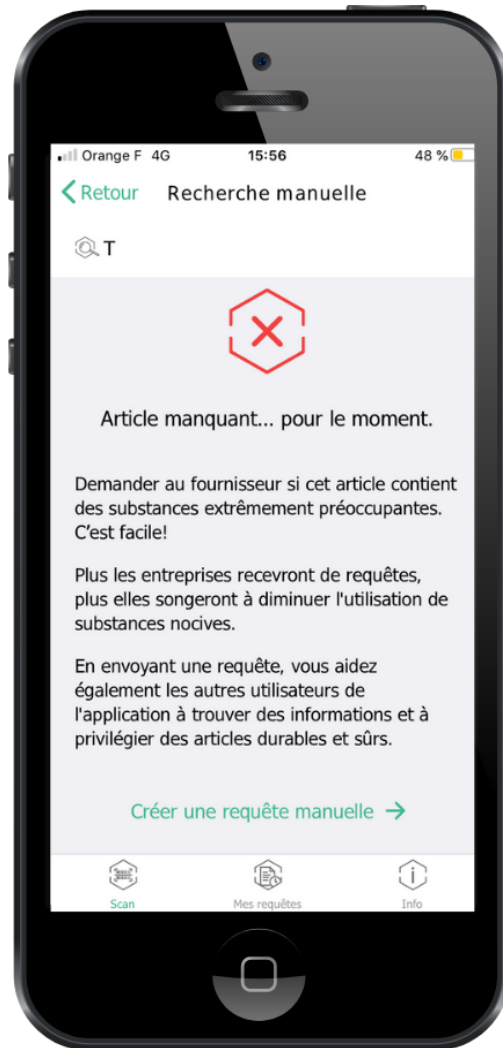 Orange F 4G 15:56 48 %
Retour Recherche manuelle
T
Article manquant... pour le moment.
Demander au fournisseur si cet article contient
des substances extrêmement préoccupantes.
C'est facile!
Plus les entreprises recevront de requêtes,
plus elles songeront à diminuer l'utilisation de
substances nocives.
En envoyant une requête, vous aidez
également les autres utilisateurs de
l'application à trouver des informations et à
privilégier des articles durables et sûrs.
Créer une requête manuelle →
Scan Mes requêtes Info